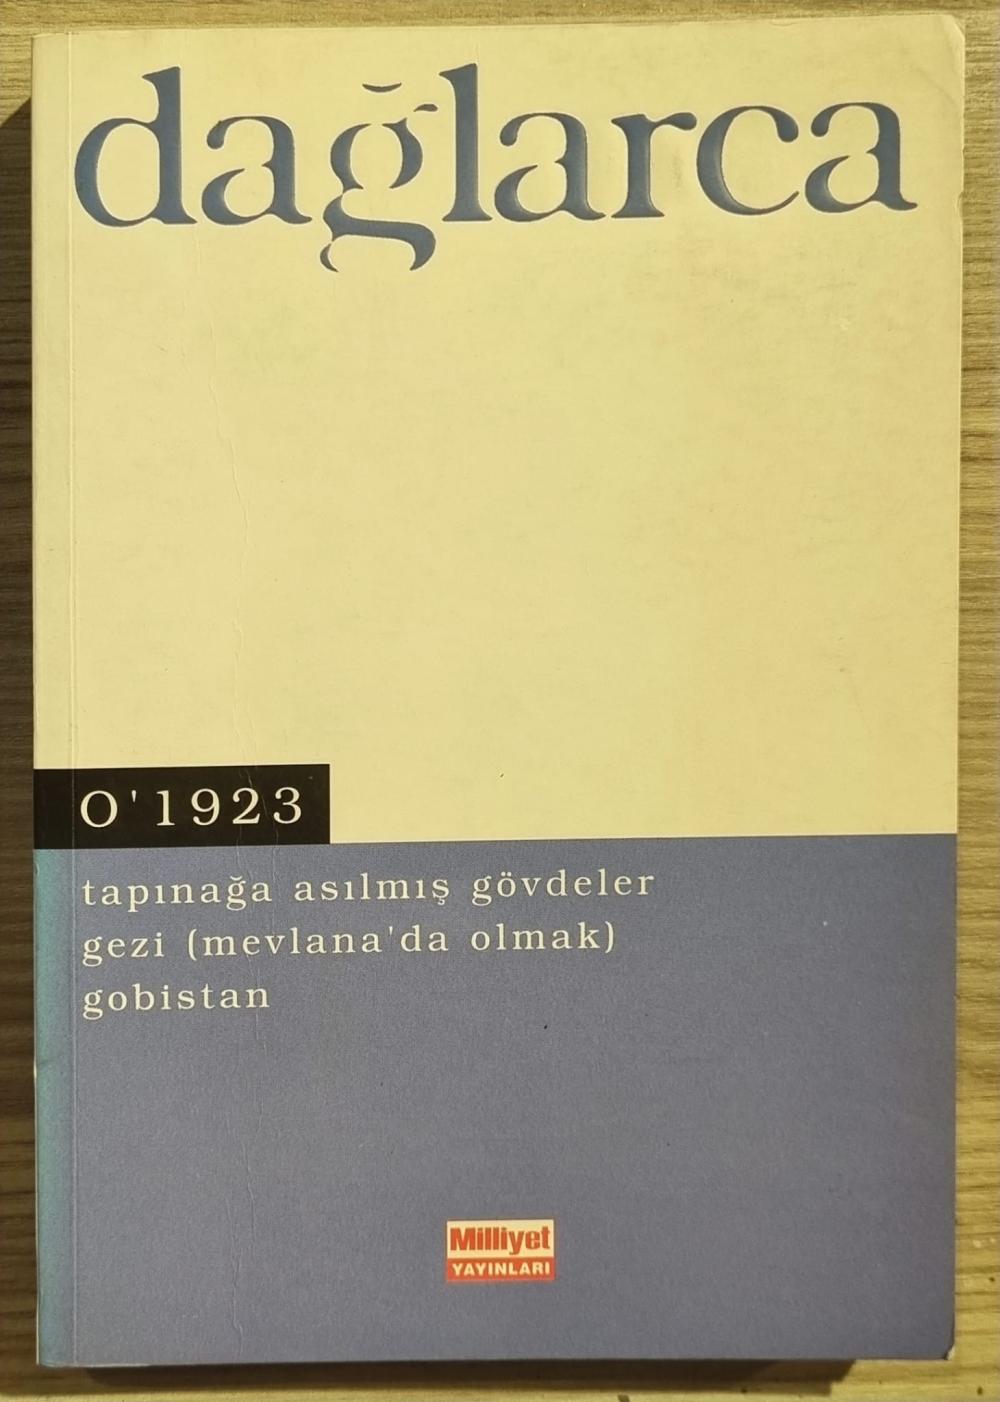 dağlarca
O'1923
tapınağa asılmış gövdeler
gezi (mevlana'da olmak)
gobistan
Milliyet
YAYINLARI